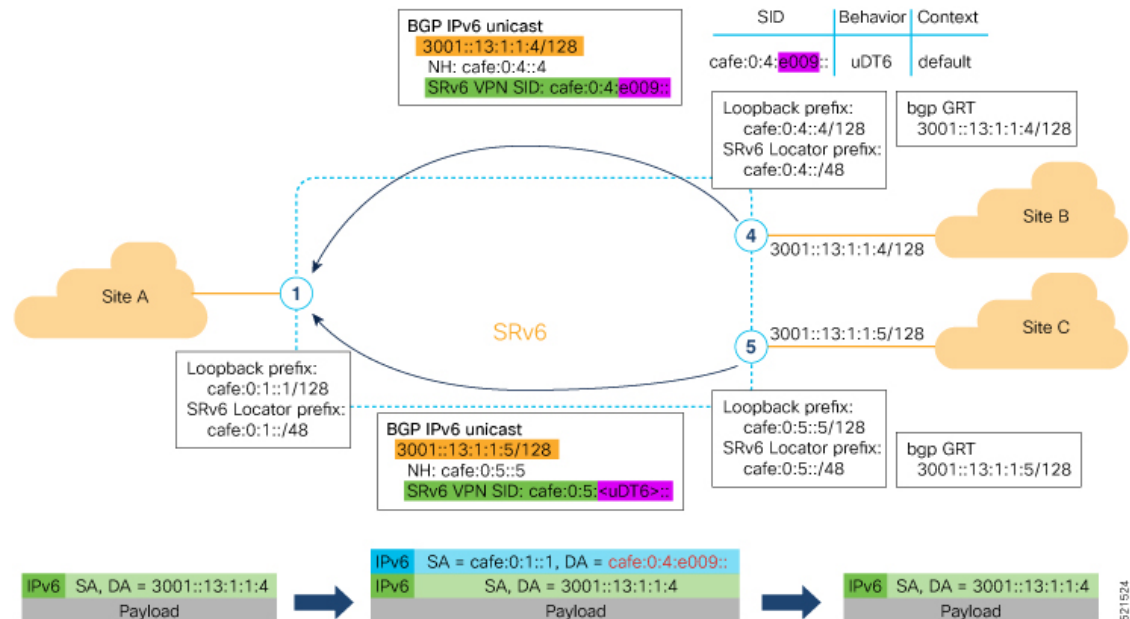 BGP IPv6 unicast
3001::13:1:1:4/128
NH: cafe:0:4::4
SRv6 VPN SID: cafe:0:4:e009::
SID Behavior Context
cafe:0:4:e009:: uDT6 default
Loopback prefix:
cafe:0:4::4/128
SRv6 Locator prefix:
cafe:0:4::/48
bgp GRT
3001::13:1:1:4/128
Site B
4
3001::13:1:1:4/128
Site A
1
SRv6
3001::13:1:1:5/128
Site C
5
Loopback prefix:
cafe:0:1::1/128
SRv6 Locator prefix:
cafe:0:1::/48
BGP IPv6 unicast
3001::13:1:1:5/128
NH: cafe:0:5::5
SRv6 VPN SID: cafe:0:5:<uDT6>::
Loopback prefix:
cafe:0:5::5/128
SRv6 Locator prefix:
cafe:0:5::/48
bgp GRT
3001::13:1:1:5/128
IPv6 SA, DA = 3001::13:1:1:4
Payload
IPv6 SA = cafe:0:1::1, DA = cafe:0:4:e009::
IPv6 SA, DA = 3001::13:1:1:4
Payload
IPv6 SA, DA = 3001::13:1:1:4
Payload
521524